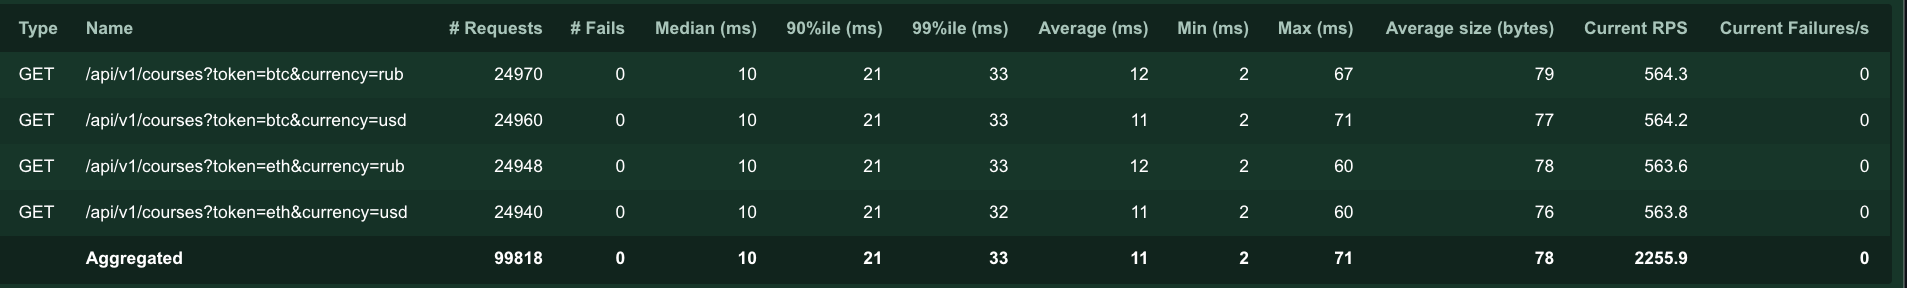 Type Name # Requests # Fails Median (ms) 90%ile (ms) 99%ile (ms) Average (ms) Min (ms) Max (ms) Average size (bytes) Current RPS Current Failures/s
GET /api/v1/courses?token=btc&currency=rub 24970 0 10 21 33 12 2 67 79 564.3 0
GET /api/v1/courses?token=btc&currency=usd 24960 0 10 21 33 11 2 71 77 564.2 0
GET /api/v1/courses?token=eth&currency=rub 24948 0 10 21 33 12 2 60 78 563.6 0
GET /api/v1/courses?token=eth&currency=usd 24940 0 10 21 32 11 2 60 76 563.8 0
Aggregated 99818 0 10 21 33 11 2 71 78 2255.9 0